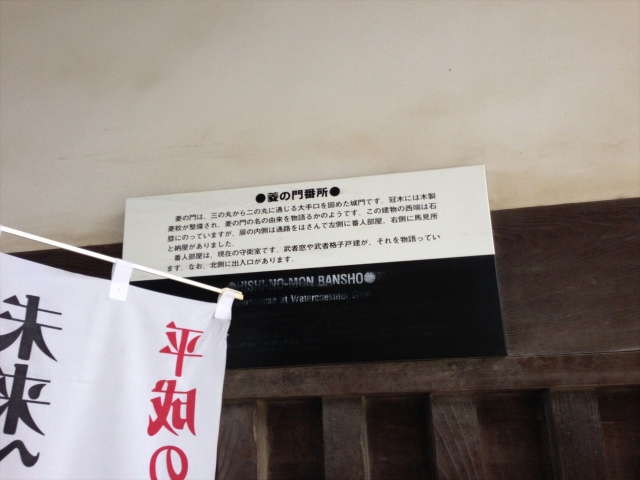 ●菱の門番所●
菱の門は、三の丸から二の丸に通じる大手口を固めた城門です。冠木には木製
菱紋が整備され、菱の門の名の由来を物語るかのようです。この建物の西端は石
塁にのっていますが、扉の内側は通路をはさんで左側に番人部屋、右側に馬見所
と納屋がありました。
番人部屋は、現在の守衛室です。武者窓や武者格子戸建が、それを物語ってい
ます。なお、北側に出入口があります。
●HISHI-NO-MON BANSHO●
at Waterchestnut
平成の
未来へ